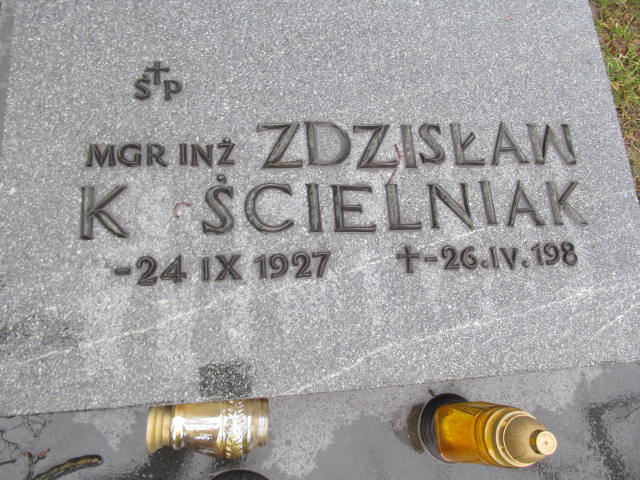 Ś P
MGR INŻ ZDZISŁAW
K ŚCIELNIAK
-24 IX 1927 -26.IV.198